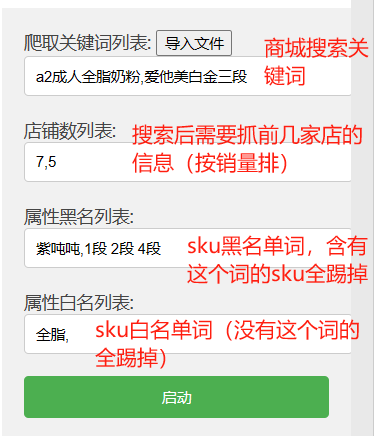 爬取关键词列表: 导入文件
商城搜索关
键词
a2成人全脂奶粉,爱他美白金三段
店铺数列表:
搜索后需要抓前几家店的
信息（按销量排）
7,5
属性黑名列表:
紫吨吨,1段 2段 4段
sku黑名单词，含有
这个词的sku全踢掉
属性白名列表:
全脂,
sku白名单词（没有这个词的
全踢掉）
启动